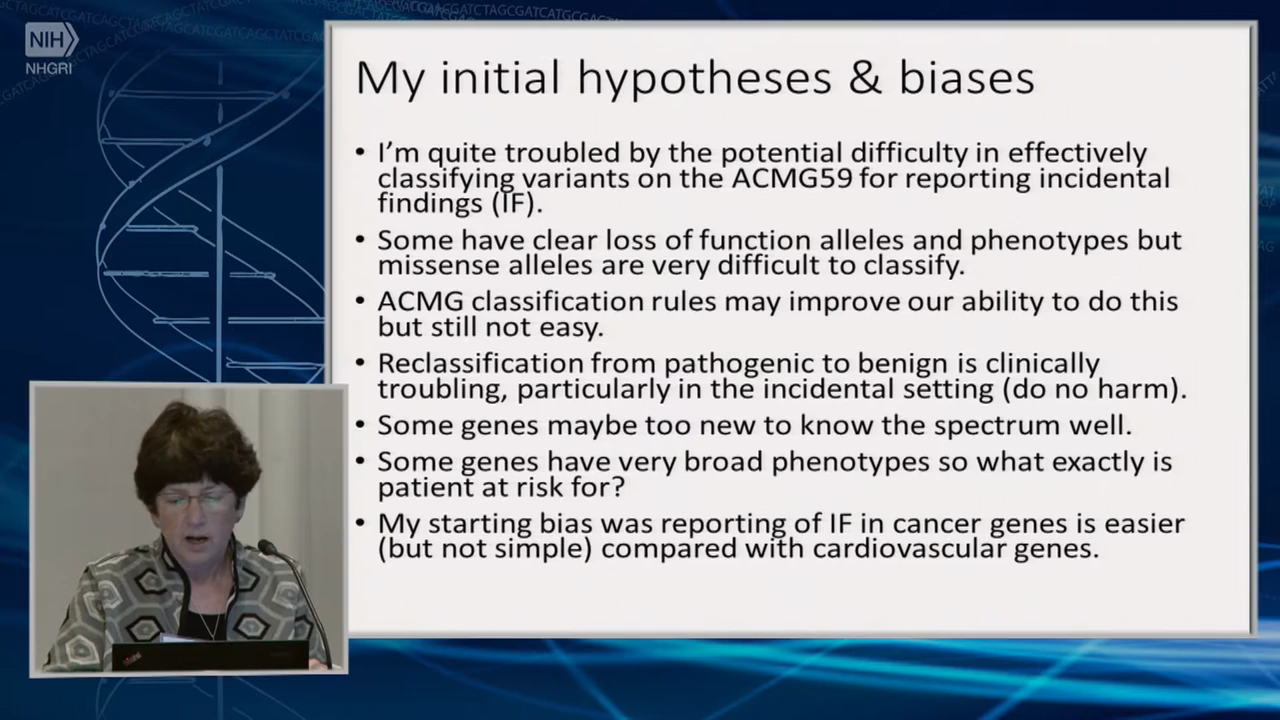 NIH
NHGRI
My initial hypotheses & biases
• I'm quite troubled by the potential difficulty in effectively
classifying variants on the ACMG59 for reporting incidental
findings (IF).
• Some have clear loss of function alleles and phenotypes but
missense alleles are very difficult to classify.
• ACMG classification rules may improve our ability to do this
but still not easy.
• Reclassification from pathogenic to benign is clinically
troubling, particularly in the incidental setting (do no harm).
• Some genes maybe too new to know the spectrum well.
• Some genes have very broad phenotypes so what exactly is
patient at risk for?
• My starting bias was reporting of IF in cancer genes is easier
(but not simple) compared with cardiovascular genes.